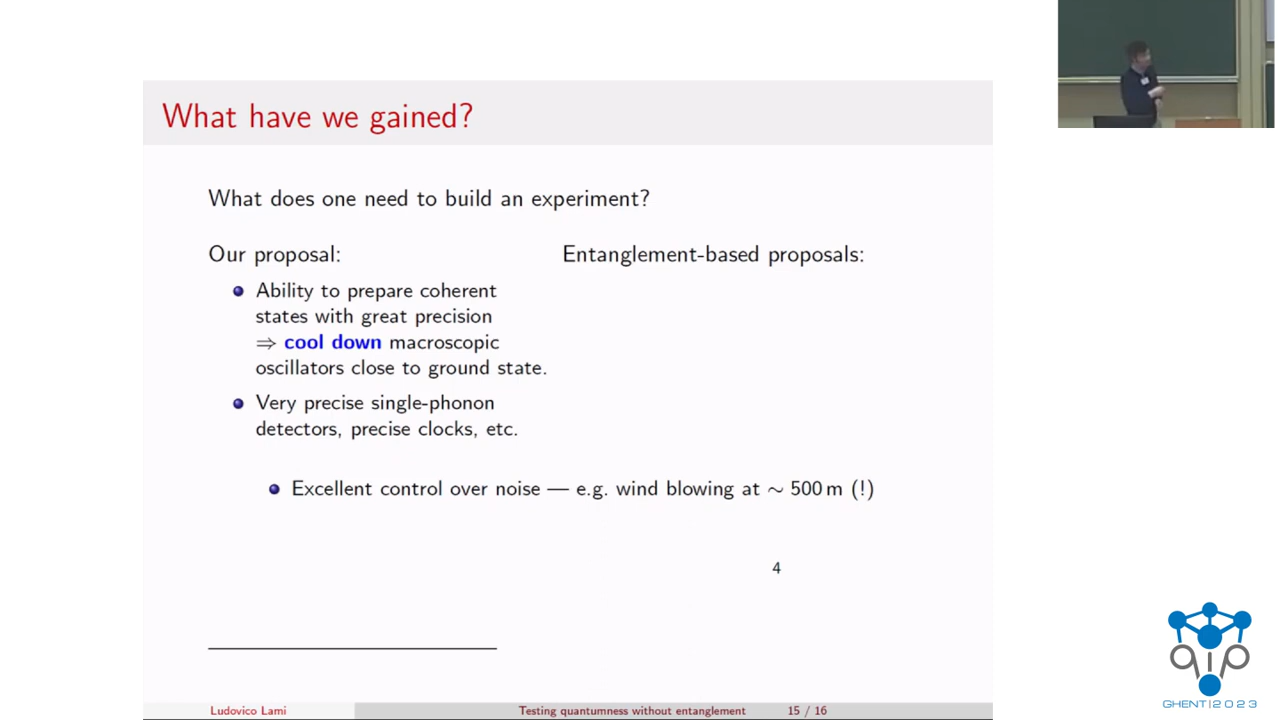 What have we gained?
What does one need to build an experiment?
Our proposal:
Entanglement-based proposals:
Ability to prepare coherent
states with great precision
⇒ cool down macroscopic
oscillators close to ground state.
Very precise single-phonon
detectors, precise clocks, etc.
Excellent control over noise — e.g. wind blowing at ∼ 500 m (!)
4
Ludovico Lami
Testing quantumness without entanglement
15 / 16
qip
GHENT|2023